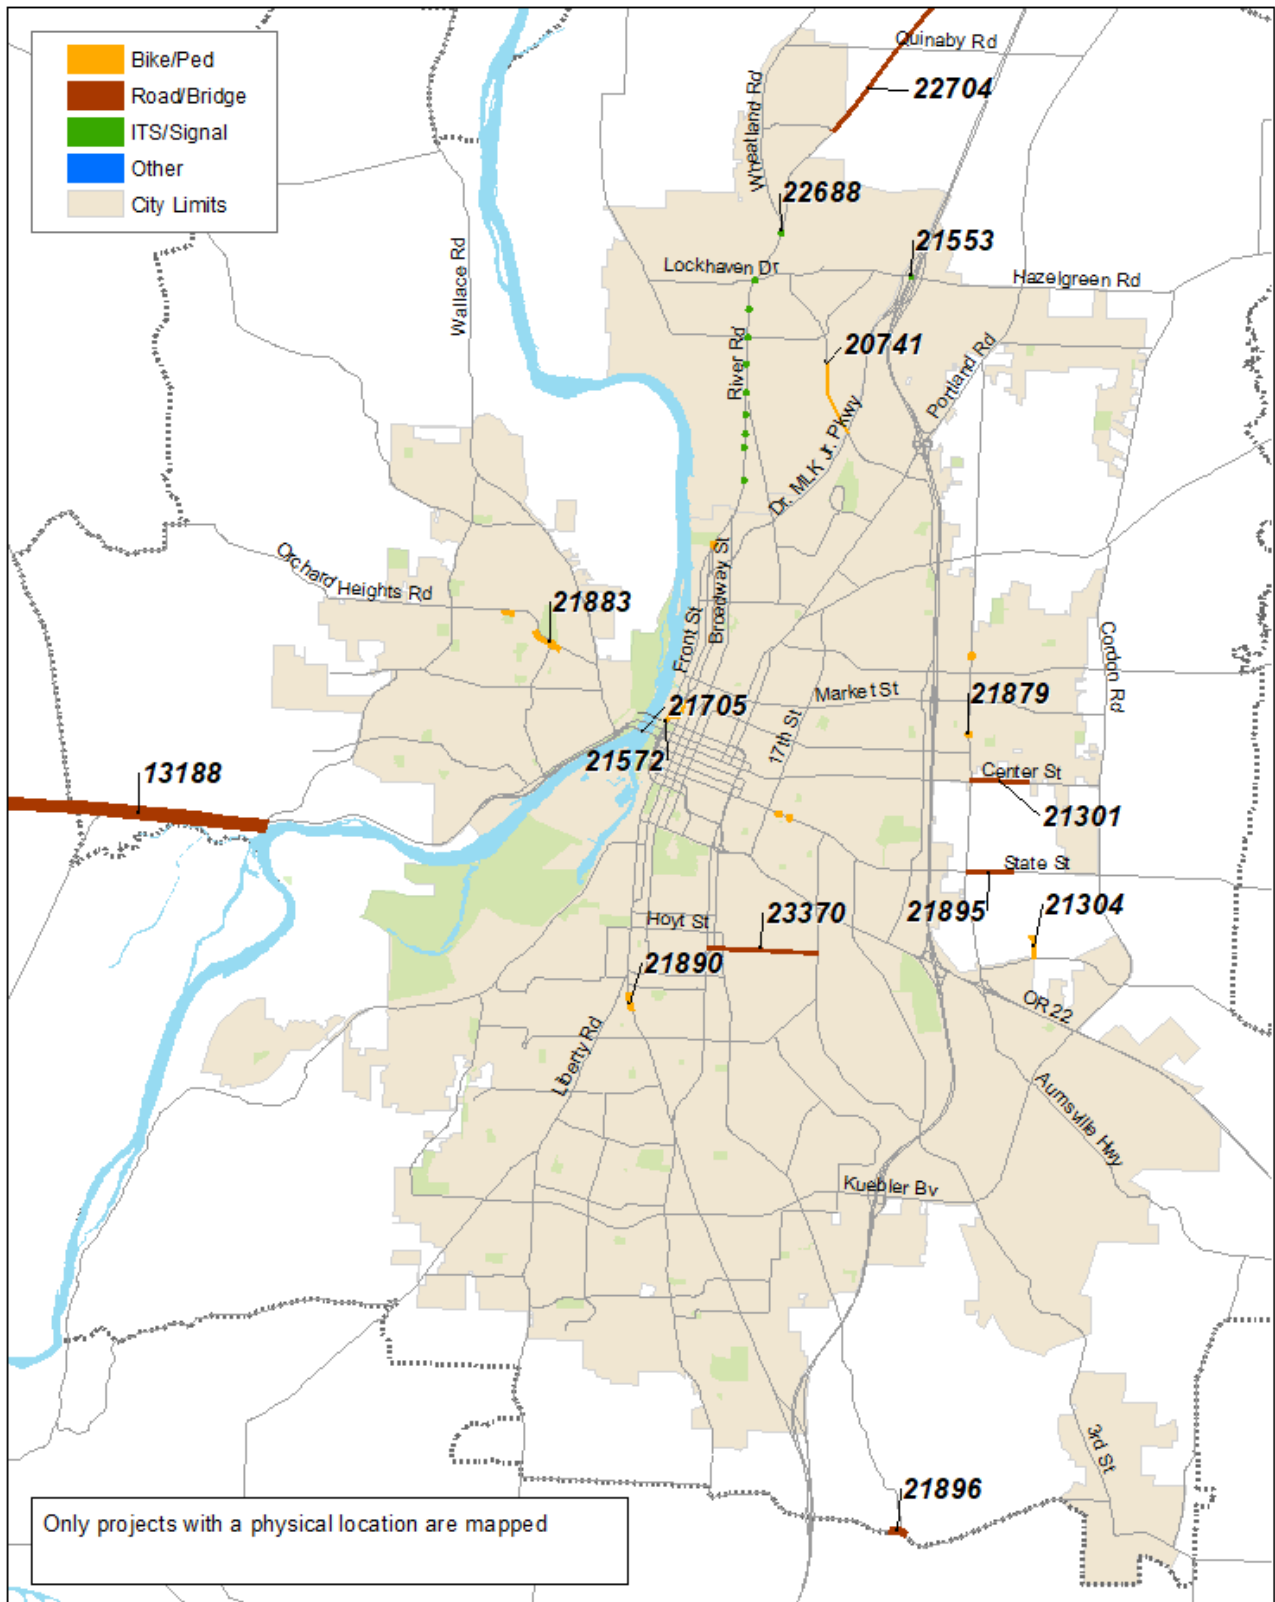 Bike/Ped
Road/Bridge
ITS/Signal
Other
City Limits
Quinaby Rd
22704
Wheatland Rd
22688
21553
Lockhaven Dr
Hazelgreen Rd
Wallace Rd
20741
River Rd
Portland Rd
Dr. MLK Jr. Pkwy
Orchard Heights Rd
21883
Front St
Broadway St
Cordon Rd
Market St
21879
21705
17th St
21572
13188
Center St
21301
State St
21895
21304
Hoyt St
23370
21890
OR 22
Liberty Rd
Aumsville Hwy
Kuebler Bv
3rd St
21896
Only projects with a physical location are mapped